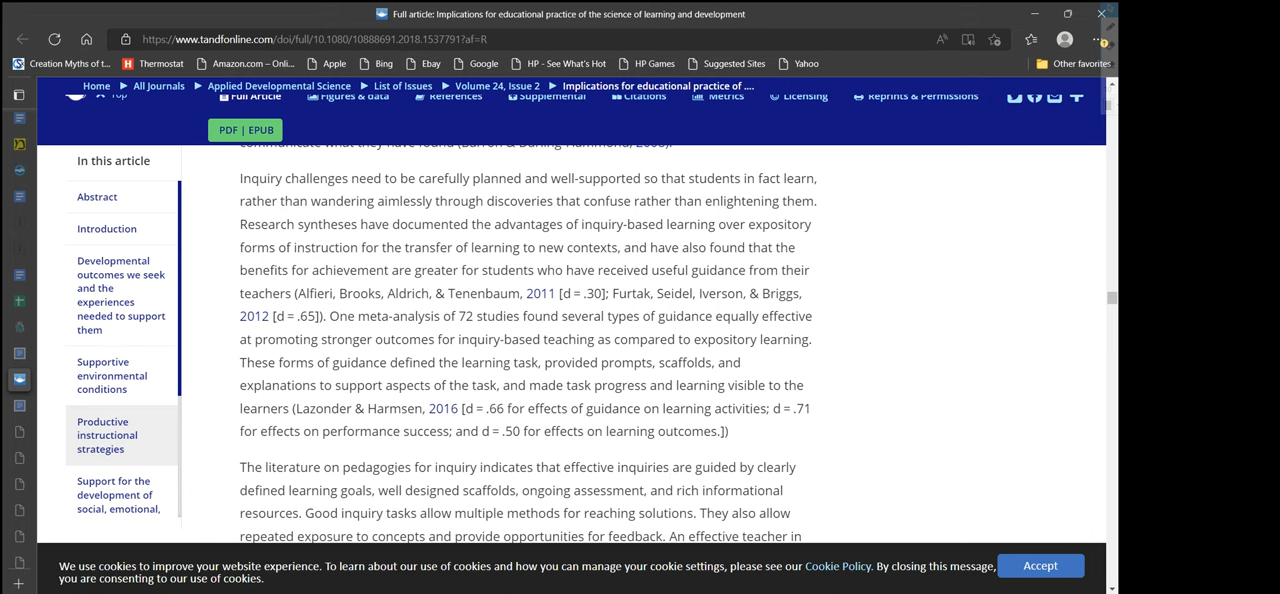 Full article: Implications for educational practice of the science of learning and development
https://www.tandfonline.com/doi/full/10.1080/10888691.2018.1537791?af=R
Creation Myths of t... Thermostat Amazon.com – Onli... Apple Bing Ebay Google HP - See What's Hot HP Games Suggested Sites Yahoo Other favorites
Home All Journals Applied Developmental Science List of Issues Volume 24, Issue 2 Implications for educational practice of ....
Top Full Article Figures & data References Supplemental Citations Metrics Licensing Reprints & Permissions
PDF | EPUB
In this article
Abstract
Introduction
Developmental
outcomes we seek
and the
experiences
needed to support
them
Supportive
environmental
conditions
Productive
instructional
strategies
Support for the
development of
social, emotional,
communicate what they have found (Barron & Darling-Hammond, 2008).
Inquiry challenges need to be carefully planned and well-supported so that students in fact learn,
rather than wandering aimlessly through discoveries that confuse rather than enlightening them.
Research syntheses have documented the advantages of inquiry-based learning over expository
forms of instruction for the transfer of learning to new contexts, and have also found that the
benefits for achievement are greater for students who have received useful guidance from their
teachers (Alfieri, Brooks, Aldrich, & Tenenbaum, 2011 [d = .30]; Furtak, Seidel, Iverson, & Briggs,
2012 [d = .65]). One meta-analysis of 72 studies found several types of guidance equally effective
at promoting stronger outcomes for inquiry-based teaching as compared to expository learning.
These forms of guidance defined the learning task, provided prompts, scaffolds, and
explanations to support aspects of the task, and made task progress and learning visible to the
learners (Lazonder & Harmsen, 2016 [d = .66 for effects of guidance on learning activities; d = .71
for effects on performance success; and d = .50 for effects on learning outcomes.])
The literature on pedagogies for inquiry indicates that effective inquiries are guided by clearly
defined learning goals, well designed scaffolds, ongoing assessment, and rich informational
resources. Good inquiry tasks allow multiple methods for reaching solutions. They also allow
repeated exposure to concepts and provide opportunities for feedback. An effective teacher in
We use cookies to improve your website experience. To learn about our use of cookies and how you can manage your cookie settings, please see our Cookie Policy. By closing this message,
you are consenting to our use of cookies.
Accept